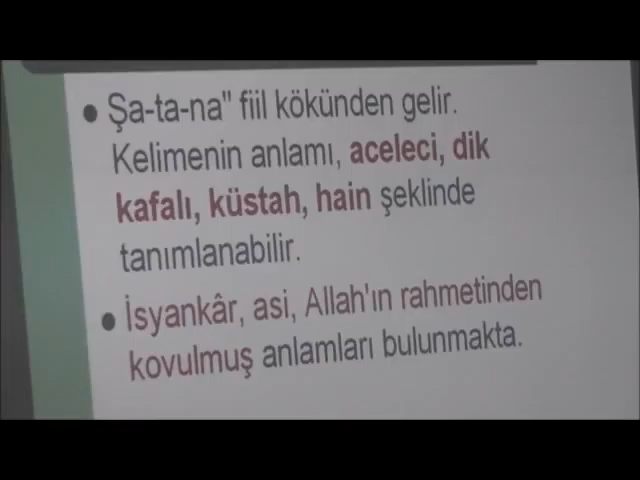 • Şa-ta-na" fiil kökünden gelir.
Kelimenin anlamı, aceleci, dik
kafalı, küstah, hain şeklinde
tanımlanabilir.
• İsyankâr, asi, Allah'ın rahmetinden
kovulmuş anlamları bulunmakta.